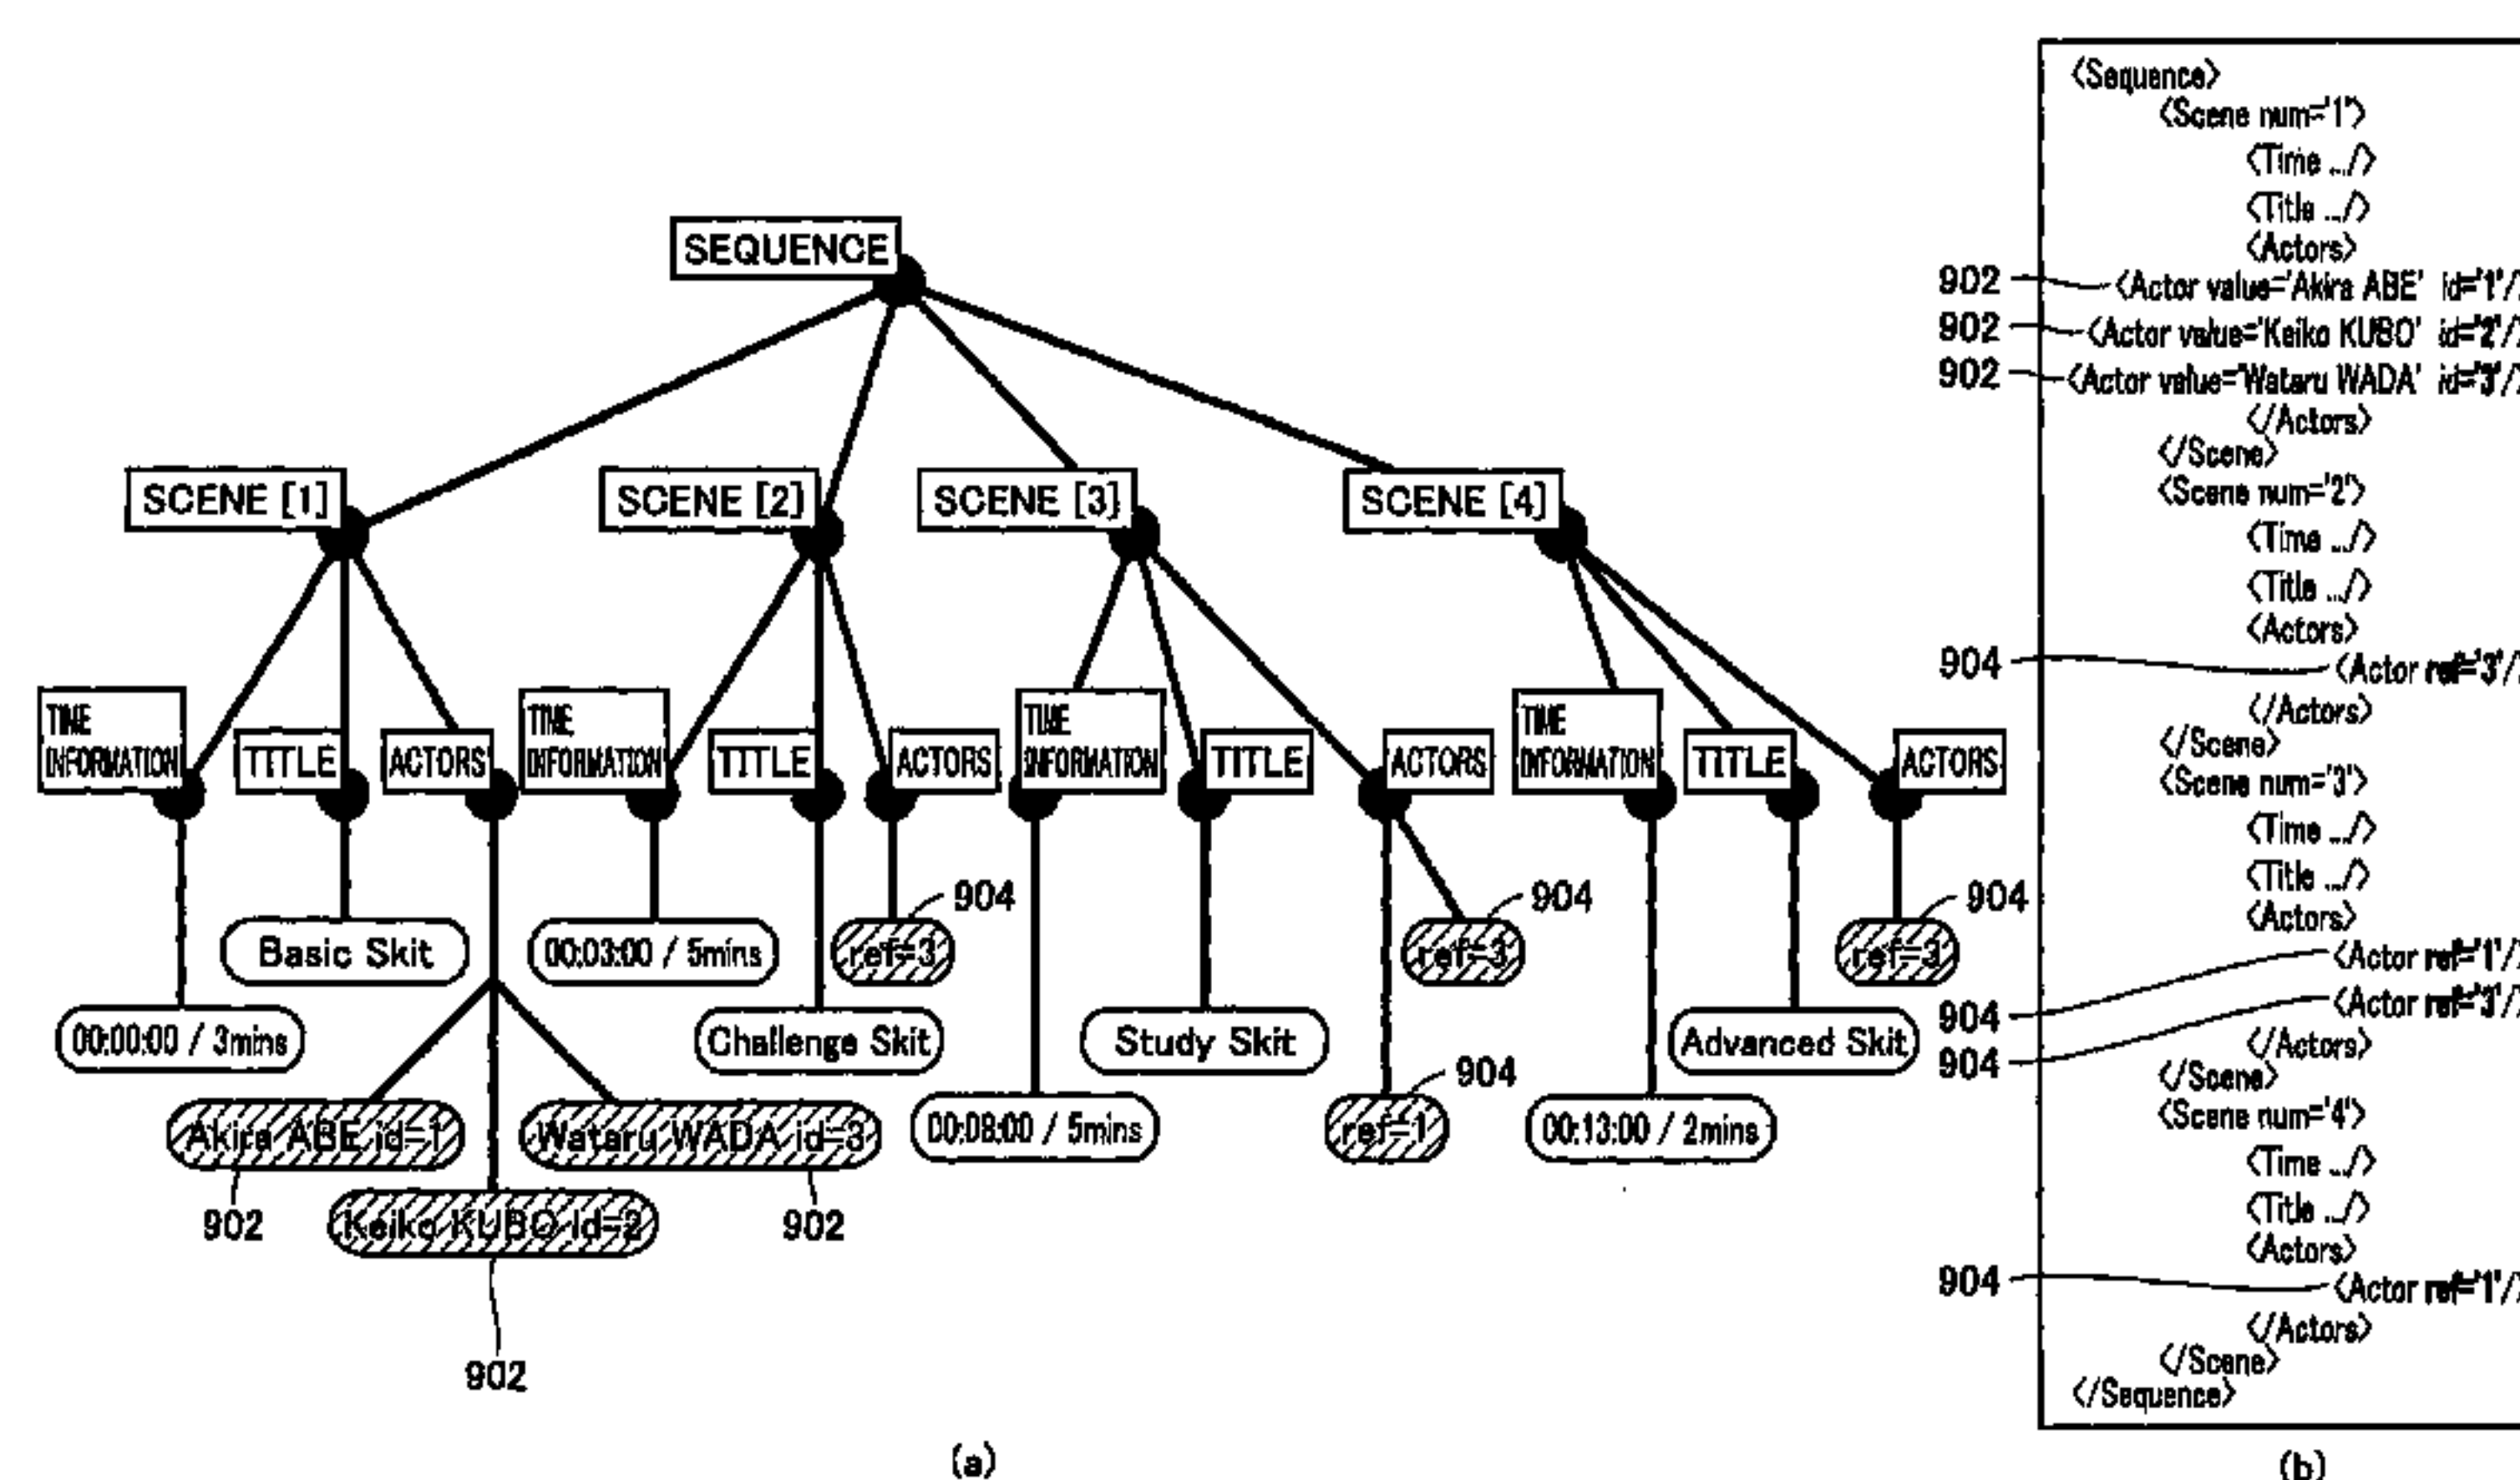 SEQUENCE
SCENE [1]
SCENE [2]
SCENE [3]
SCENE [4]
TIME
INFORMATION
TITLE
ACTORS
TIME
INFORMATION
TITLE
ACTORS
TIME
INFORMATION
TITLE
ACTORS
TIME
INFORMATION
TITLE
ACTORS
904
904
904
Basic Skit
00:03:00 / 5mins
ref=3
ref=3
ref=3
00:00:00 / 3mins
Challenge Skit
Study Skit
Advanced Skit
904
Akira ABE id=1
Wataru WADA id=3
00:08:00 / 5mins
ref=1
00:13:00 / 2mins
902
Keiko KUBO id=2
902
902
(a)
<Sequence>
<Scene num='1'>
<Time .../>
<Title .../>
<Actors>
902 <Actor value='Akira ABE' id='1'/>
902 <Actor value='Keiko KUBO' id='2'/>
902 <Actor value='Wataru WADA' id='3'/>
</Actors>
</Scene>
<Scene num='2'>
<Time .../>
<Title .../>
<Actors>
904 <Actor ref='3'/>
</Actors>
</Scene>
<Scene num='3'>
<Time .../>
<Title .../>
<Actors>
904 <Actor ref='1'/>
904 <Actor ref='3'/>
</Actors>
</Scene>
<Scene num='4'>
<Time .../>
<Title .../>
<Actors>
904 <Actor ref='1'/>
</Actors>
</Scene>
</Sequence>
(b)